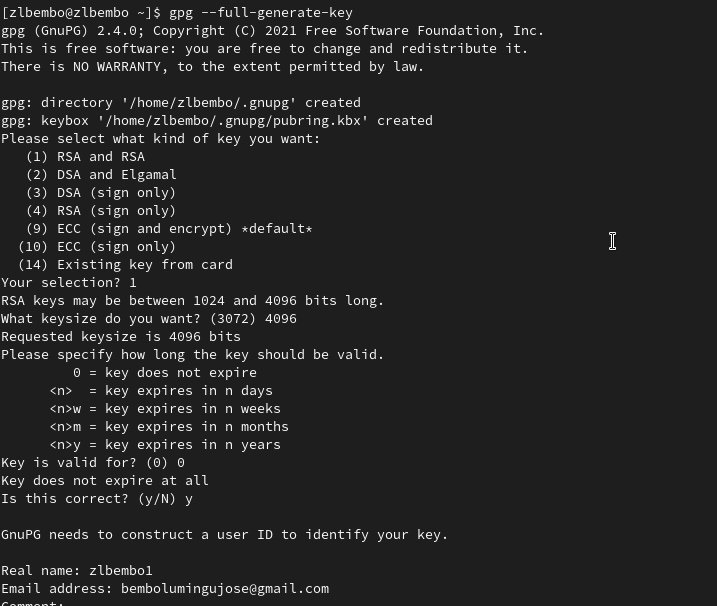 [zlbembo@zlbembo ~]$ gpg --full-generate-key
gpg (GnuPG) 2.4.0; Copyright (C) 2021 Free Software Foundation, Inc.
This is free software: you are free to change and redistribute it.
There is NO WARRANTY, to the extent permitted by law.

gpg: directory '/home/zlbembo/.gnupg' created
gpg: keybox '/home/zlbembo/.gnupg/pubring.kbx' created
Please select what kind of key you want:
   (1) RSA and RSA
   (2) DSA and Elgamal
   (3) DSA (sign only)
   (4) RSA (sign only)
   (9) ECC (sign and encrypt) *default*
  (10) ECC (sign only)
  (14) Existing key from card
Your selection? 1
RSA keys may be between 1024 and 4096 bits long.
What keysize do you want? (3072) 4096
Requested keysize is 4096 bits
Please specify how long the key should be valid.
         0 = key does not expire
      <n>  = key expires in n days
      <n>w = key expires in n weeks
      <n>m = key expires in n months
      <n>y = key expires in n years
Key is valid for? (0) 0
Key does not expire at all
Is this correct? (y/N) y

GnuPG needs to construct a user ID to identify your key.

Real name: zlbembo1
Email address: bembolumingujose@gmail.com
Comment: